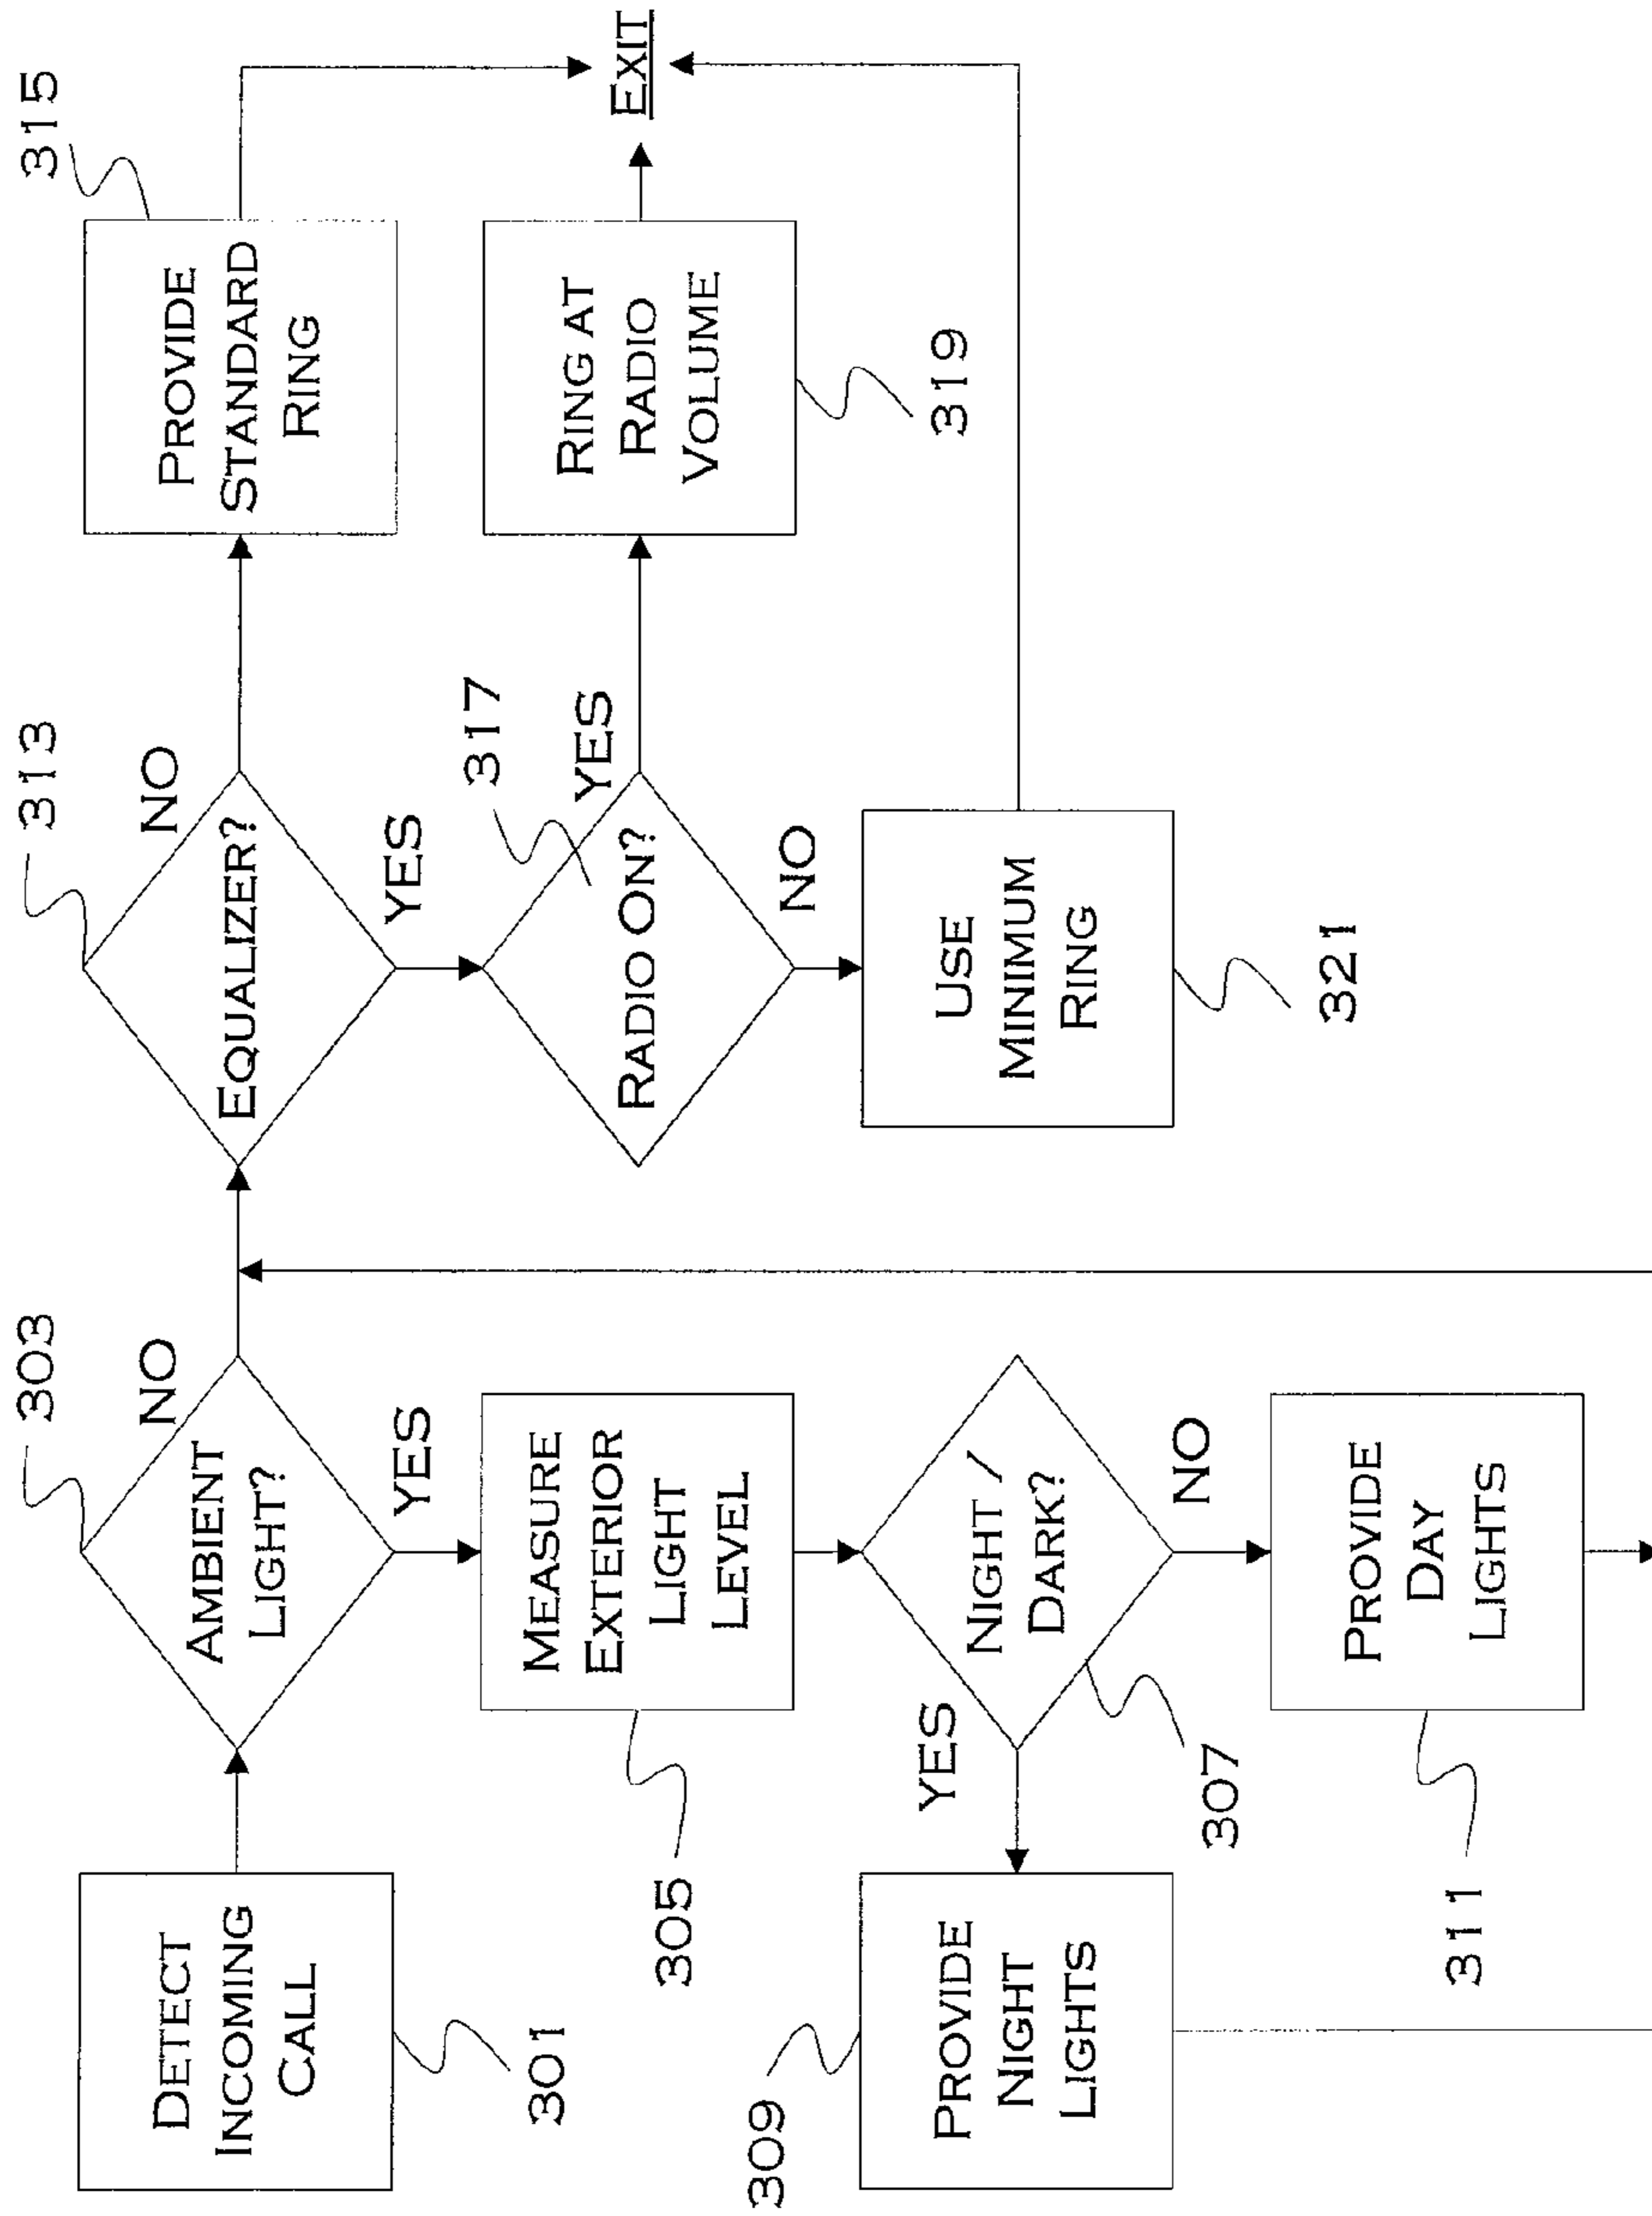 DETECT
INCOMING
CALL
301
AMBIENT
LIGHT?
303
NO
YES
MEASURE
EXTERIOR
LIGHT
LEVEL
305
NIGHT /
DARK?
307
YES
NO
PROVIDE
NIGHT
LIGHTS
309
PROVIDE
DAY
LIGHTS
311
EQUALIZER?
313
NO
YES
PROVIDE
STANDARD
RING
315
RADIO ON?
317
YES
NO
RING AT
RADIO
VOLUME
319
USE
MINIMUM
RING
321
EXIT